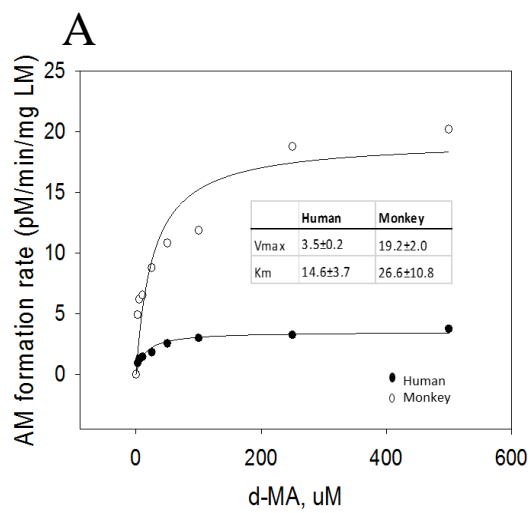 A
AM formation rate (pM/min/mg LM)
25
20
15
10
5
0
Human Monkey
Vmax 3.5±0.2 19.2±2.0
Km 14.6±3.7 26.6±10.8
Human
Monkey
0 200 400 600
d-MA, uM